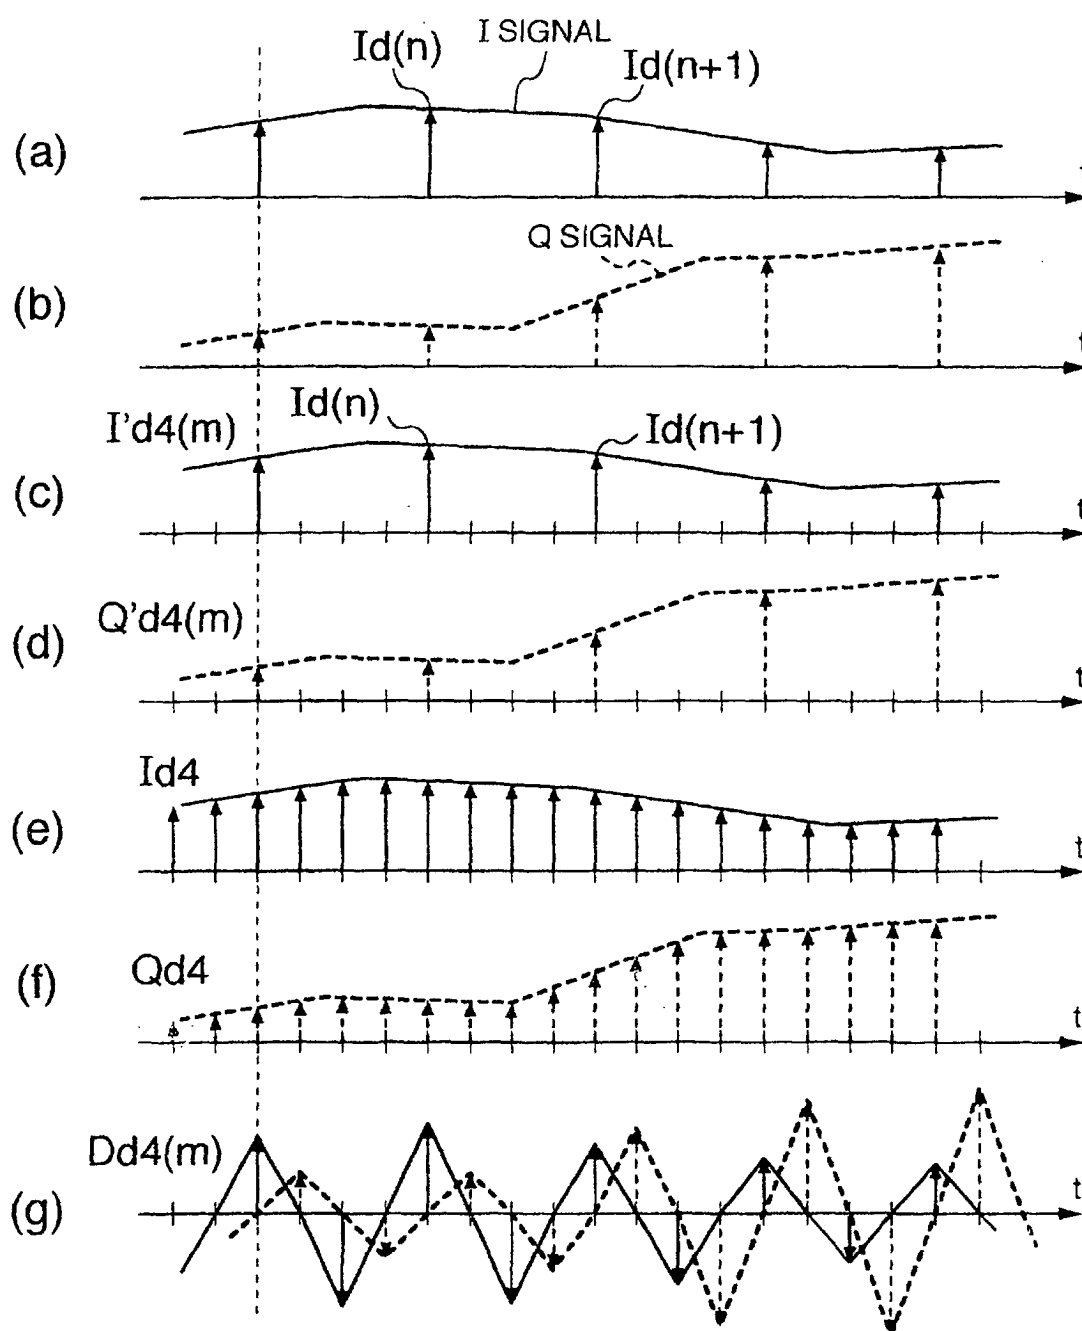 Id(n)
I SIGNAL
Id(n+1)
(a)
Q SIGNAL
(b)
t
I'd4(m)
Id(n)
Id(n+1)
(c)
t
Q'd4(m)
(d)
t
Id4
(e)
t
Qd4
(f)
t
Dd4(m)
(g)
t